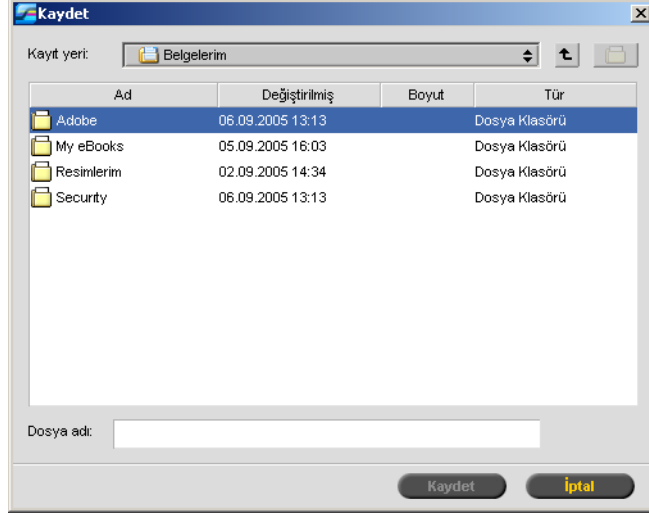 Kaydet
Kayıt yeri: Belgelerim
Ad Değiştirilmiş Boyut Tür
Adobe 06.09.2005 13:13 Dosya Klasörü
My eBooks 05.09.2005 16:03 Dosya Klasörü
Resimlerim 02.09.2005 14:34 Dosya Klasörü
Security 06.09.2005 13:13 Dosya Klasörü
Dosya adı:
Kaydet İptal